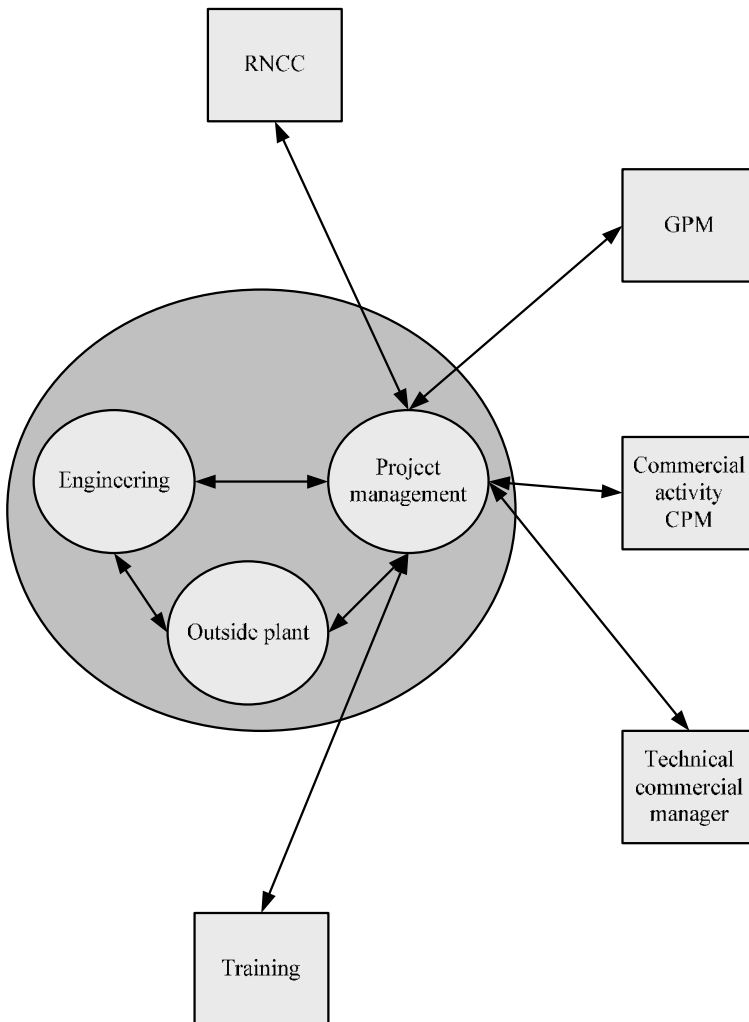 RNCC
GPM
Engineering
Project
management
Commercial
activity
CPM
Outside plant
Technical
commercial
manager
Training